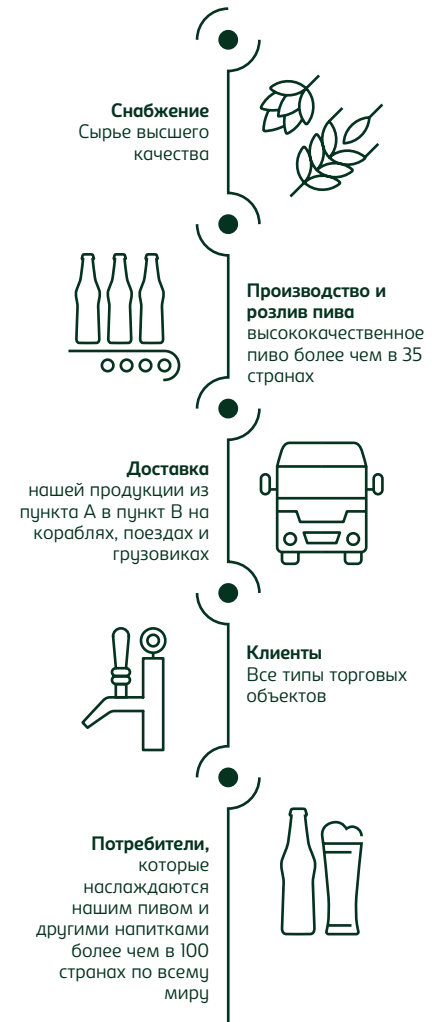 Снабжение
Сырье высшего
качества
Производство и
розлив пива
высококачественное
пиво более чем в 35
странах
Доставка
нашей продукции из
пункта А в пункт В на
кораблях, поездах и
грузовиках
Клиенты
Все типы торговых
объектов
Потребители,
которые
наслаждаются
нашим пивом и
другими напитками
более чем в 100
странах по всему
миру